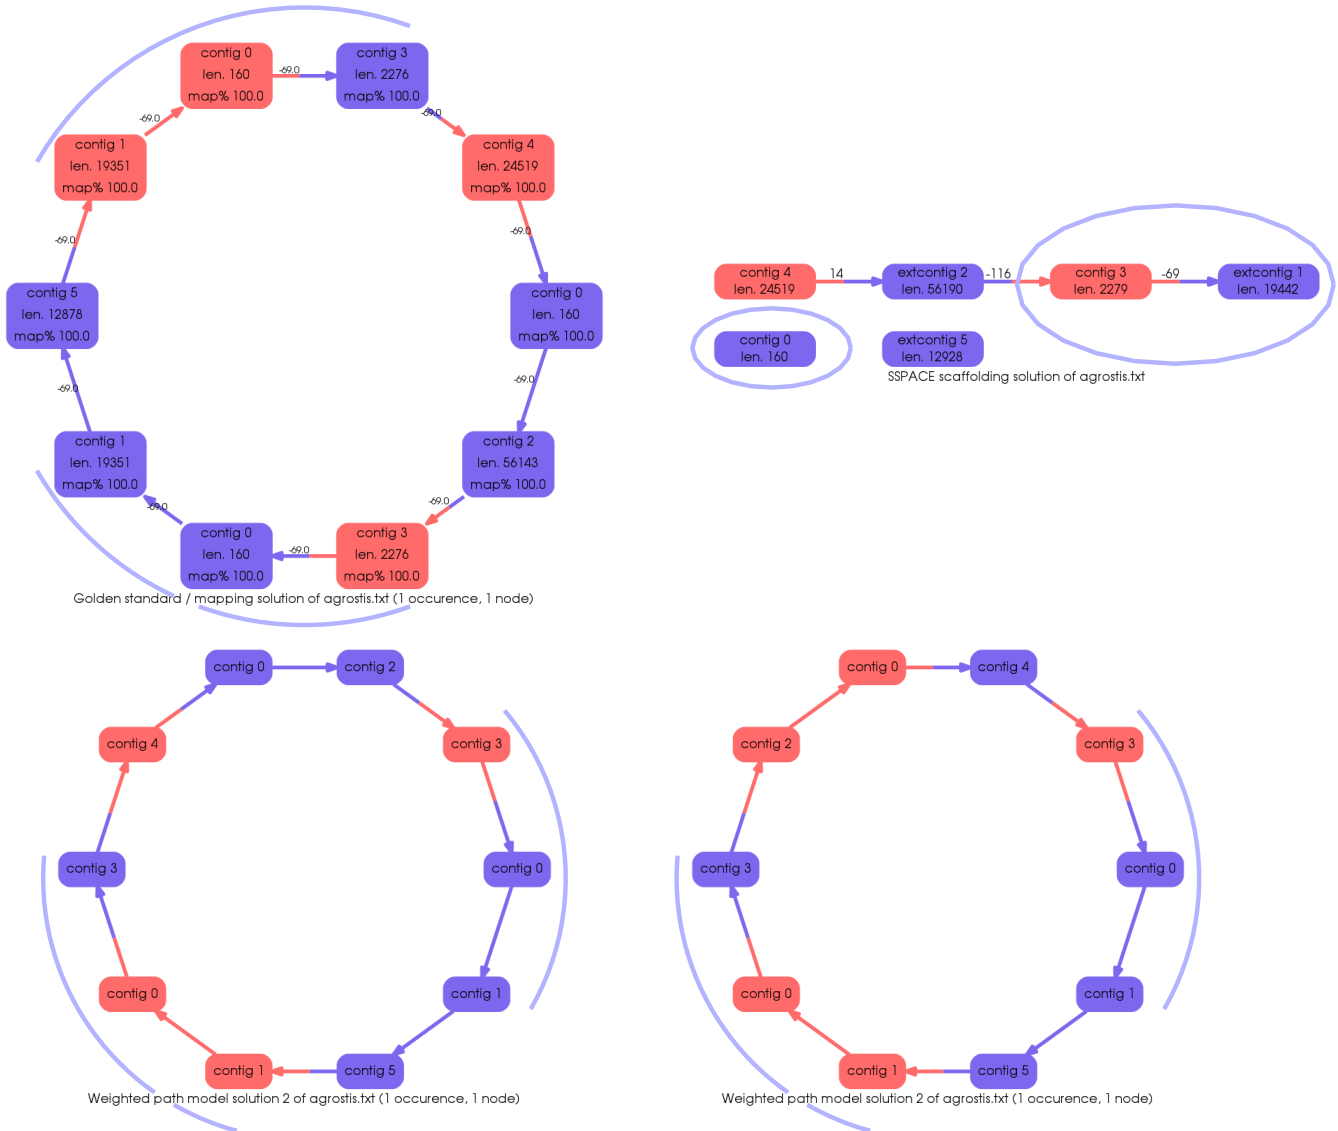 contig 0
len. 160
map% 100.0
-69.0
contig 3
len. 2276
map% 100.0
-69.0
contig 4
len. 24519
map% 100.0
-69.0
contig 0
len. 160
map% 100.0
-69.0
contig 2
len. 56143
map% 100.0
-69.0
contig 3
len. 2276
map% 100.0
-69.0
contig 0
len. 160
map% 100.0
-69.0
contig 1
len. 19351
map% 100.0
-69.0
contig 5
len. 12878
map% 100.0
-69.0
contig 1
len. 19351
map% 100.0
-69.0
Golden standard / mapping solution of agrostis.txt (1 occurence, 1 node)
contig 4
len. 24519
14
extcontig 2
len. 56190
-116
contig 3
len. 2279
-69
extcontig 1
len. 19442
contig 0
len. 160
extcontig 5
len. 12928
SSPACE scaffolding solution of agrostis.txt
contig 0
contig 2
contig 3
contig 0
contig 1
contig 5
contig 1
contig 0
contig 3
contig 4
Weighted path model solution 2 of agrostis.txt (1 occurence, 1 node)
contig 0
contig 4
contig 3
contig 0
contig 1
contig 5
contig 1
contig 0
contig 3
contig 2
Weighted path model solution 2 of agrostis.txt (1 occurence, 1 node)